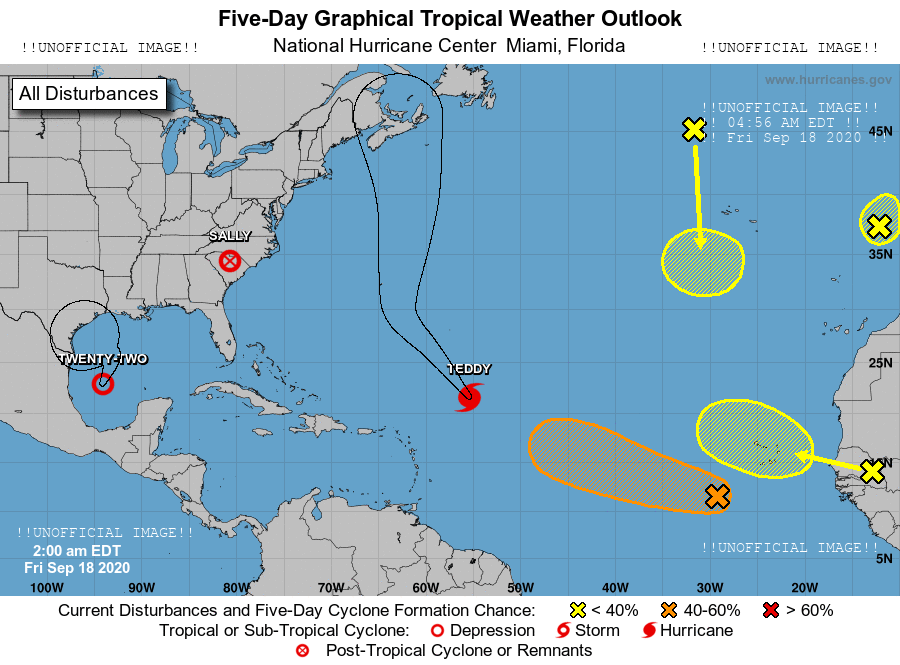 Five-Day Graphical Tropical Weather Outlook
!!UNOFFICIAL IMAGE!! National Hurricane Center Miami, Florida !!UNOFFICIAL IMAGE!!
www.hurricanes.gov
All Disturbances
!!UNOFFICIAL IMAGE!!
!! 04:56 AM EDT !!
!! Fri Sep 18 2020 !!
45N
SALLY
35N
TWENTY-TWO
TEDDY
25N
!!UNOFFICIAL IMAGE!!
2:00 am EDT
Fri Sep 18 2020
!!UNOFFICIAL IMAGE!!
5N
100W 90W 80W 70W 60W 50W 40W 30W 20W
Current Disturbances and Five-Day Cyclone Formation Chance: < 40% 40-60% > 60%
Tropical or Sub-Tropical Cyclone: Depression Storm Hurricane
Post-Tropical Cyclone or Remnants